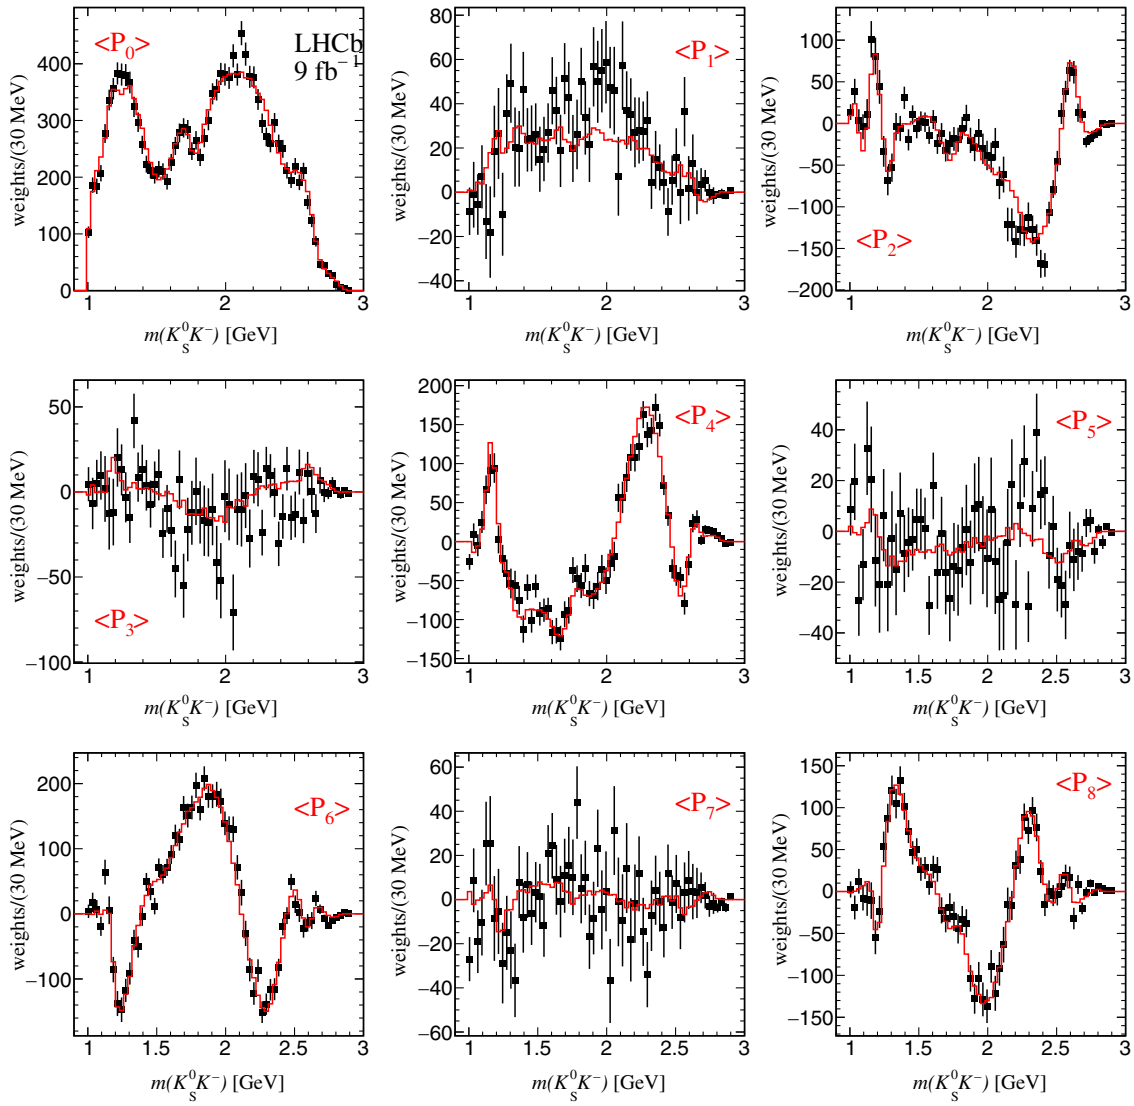 <P₀>
LHCb
9 fb⁻¹
weights/(30 MeV)
400
300
200
100
0
1 2 3
m(K⁰ₛK⁻) [GeV]
<P₁>
weights/(30 MeV)
80
60
40
20
0
−20
−40
1 1.5 2 2.5 3
m(K⁰ₛK⁻) [GeV]
<P₂>
weights/(30 MeV)
100
50
0
−50
−100
−150
−200
1 2 3
m(K⁰ₛK⁻) [GeV]
<P₃>
weights/(30 MeV)
50
0
−50
−100
1 2 3
m(K⁰ₛK⁻) [GeV]
<P₄>
weights/(30 MeV)
200
150
100
50
0
−50
−100
−150
1 1.5 2 2.5 3
m(K⁰ₛK⁻) [GeV]
<P₅>
weights/(30 MeV)
40
20
0
−20
−40
1 1.5 2 2.5 3
m(K⁰ₛK⁻) [GeV]
<P₆>
weights/(30 MeV)
200
100
0
−100
1 1.5 2 2.5 3
m(K⁰ₛK⁻) [GeV]
<P₇>
weights/(30 MeV)
60
40
20
0
−20
−40
−60
1 1.5 2 2.5 3
m(K⁰ₛK⁻) [GeV]
<P₈>
weights/(30 MeV)
150
100
50
0
−50
−100
−150
1 1.5 2 2.5 3
m(K⁰ₛK⁻) [GeV]